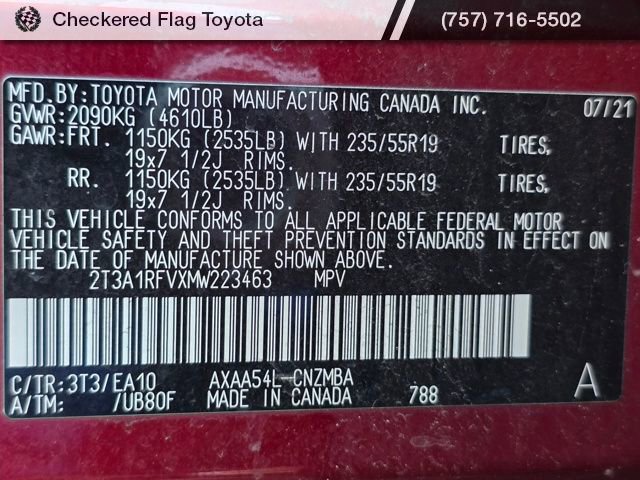 Checkered Flag Toyota (757) 716-5502
MFD.BY:TOYOTA MOTOR MANUFACTURING CANADA INC. 07/21
GVWR:2090KG (4610LB)
GAWR:FRT. 1150KG (2535LB) WITH 235/55R19 TIRES,
19x7 1/2J RIMS.
RR. 1150KG (2535LB) WITH 235/55R19 TIRES,
19x7 1/2J RIMS.
THIS VEHICLE CONFORMS TO ALL APPLICABLE FEDERAL MOTOR
VEHICLE SAFETY AND THEFT PREVENTION STANDARDS IN EFFECT ON
THE DATE OF MANUFACTURE SHOWN ABOVE.
2T3A1RFVXMW223463 MPV
C/TR:3T3/EA10 AXAA54L-CNZMBA A
A/TM: /UB80F MADE IN CANADA 788